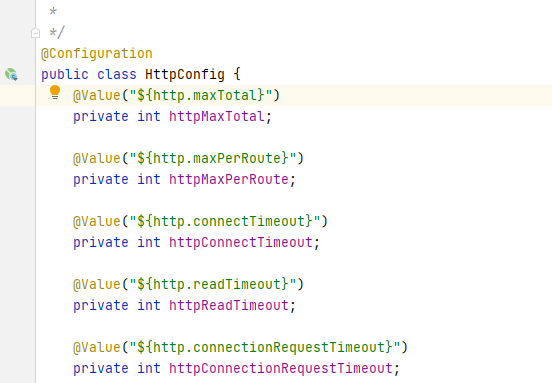 *
*/
@Configuration
public class HttpConfig {
@Value("${http.maxTotal}")
private int httpMaxTotal;
@Value("${http.maxPerRoute}")
private int httpMaxPerRoute;
@Value("${http.connectTimeout}")
private int httpConnectTimeout;
@Value("${http.readTimeout}")
private int httpReadTimeout;
@Value("${http.connectionRequestTimeout}")
private int httpConnectionRequestTimeout;